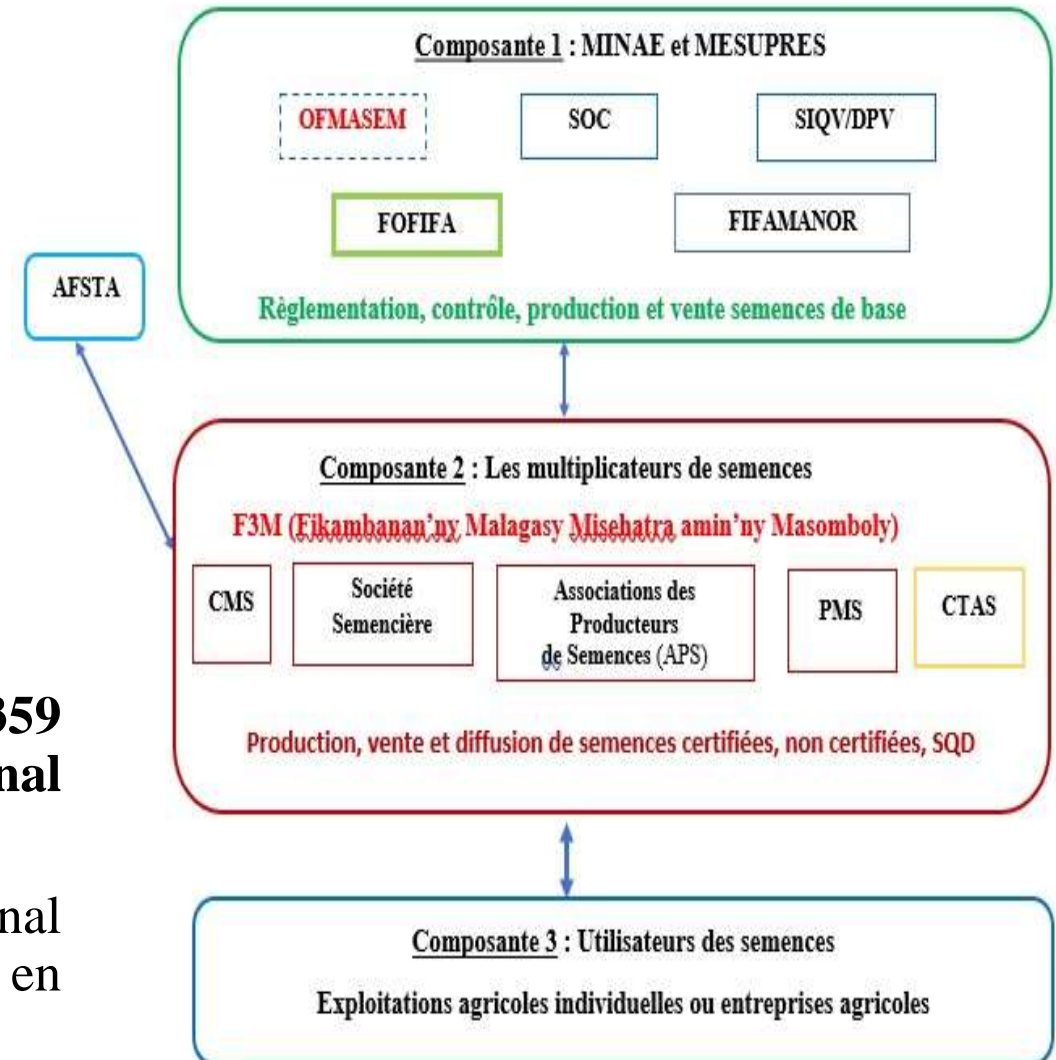 Composante 1 : MINAE et MESUPRES
OFMASEM
SOC
SIQV/DPV
FOFIFA
FIFAMANOR
Règlementation, contrôle, production et vente semences de base
AFSTA
Composante 2 : Les multiplicateurs de semences
F3M (Fikambanan'ny Malagasy Misehatra amin'ny Masomboly)
CMS
Société
Semencière
Associations des
Producteurs
de Semences (APS)
PMS
CTAS
Production, vente et diffusion de semences certifiées, non certifiées, SQD
Composante 3 : Utilisateurs des semences
Exploitations agricoles individuelles ou entreprises agricoles
359
nal
nal
en